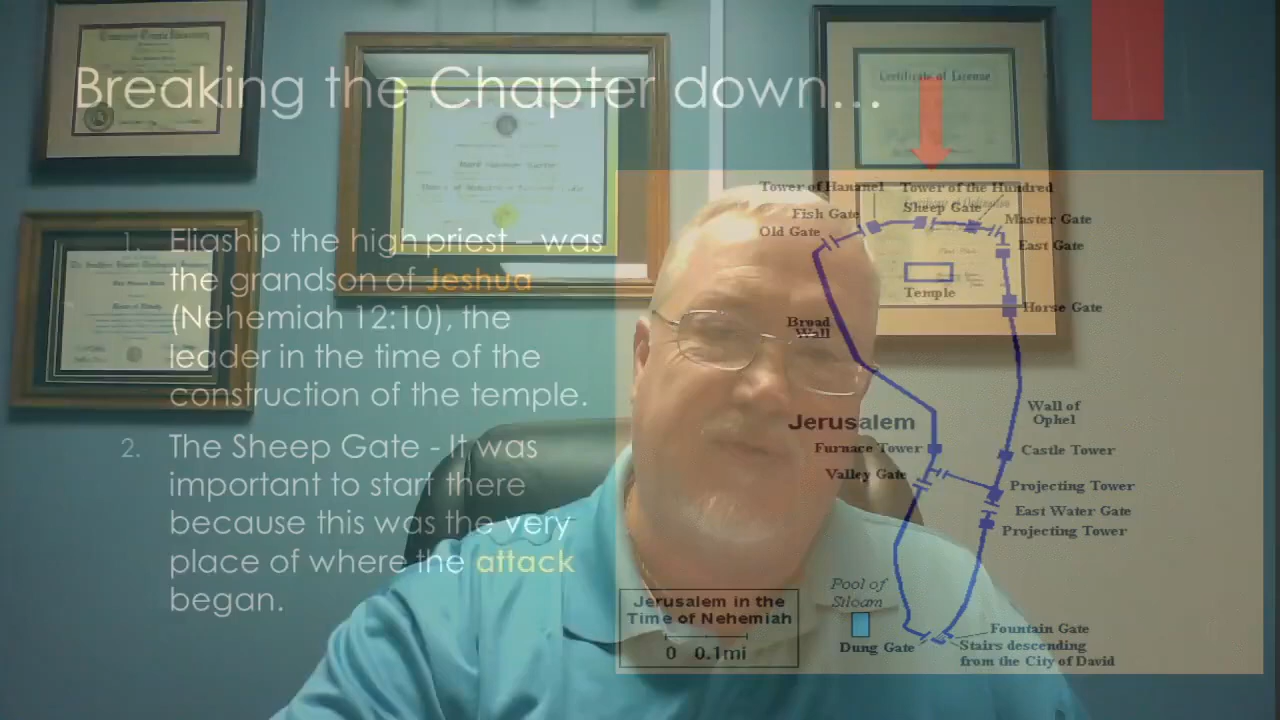 Breaking the Chapter down…
1. Eliaship the high priest – was
the grandson of Jeshua
(Nehemiah 12:10), the
leader in the time of the
construction of the temple.
2. The Sheep Gate - It was
important to start there
because this was the very
place of where the attack
began.
Certificate of License
Tower of Hananel
Tower of the Hundred
Fish Gate
Sheep Gate
Master Gate
Old Gate
East Gate
Temple
Horse Gate
Broad
Wall
Wall of
Ophel
Jerusalem
Furnace Tower
Castle Tower
Valley Gate
Projecting Tower
East Water Gate
Projecting Tower
Pool of
Siloam
Jerusalem in the
Time of Nehemiah
0 0.1mi
Fountain Gate
Dung Gate
Stairs descending
from the City of David